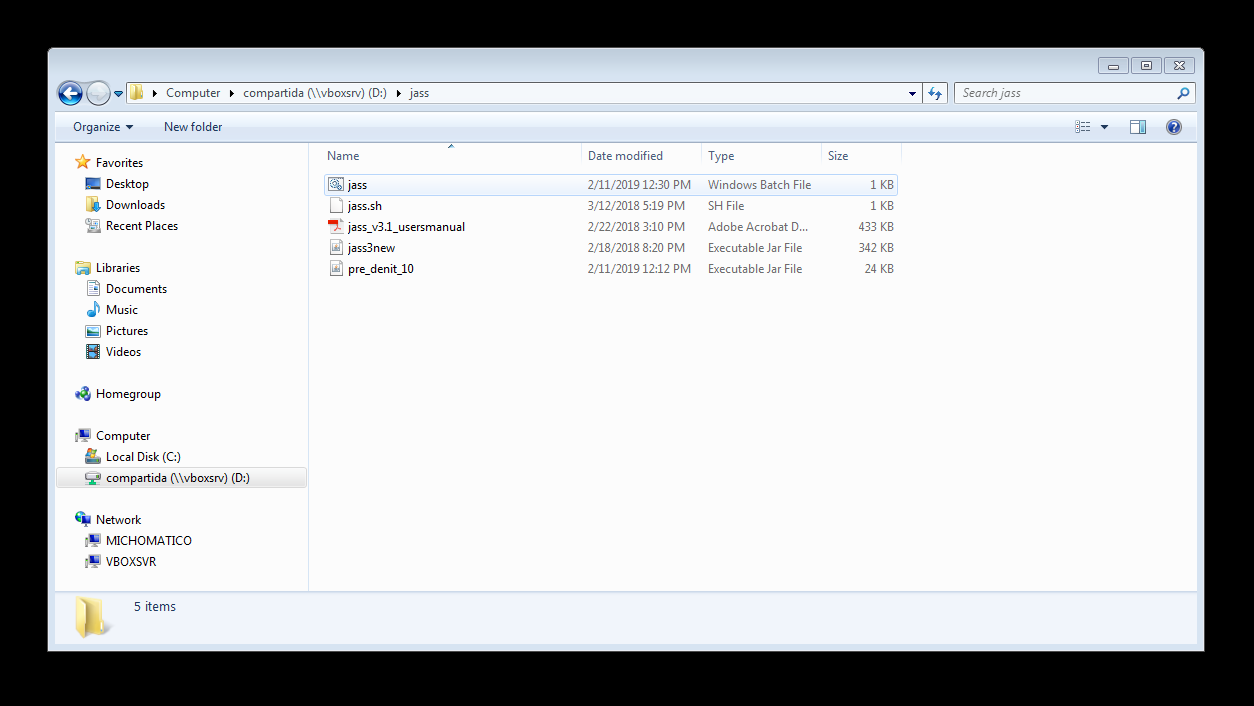 Computer compartida (\\vboxsrv) (D:) jass Search jass
Organize New folder
Favorites
Desktop
Downloads
Recent Places
Libraries
Documents
Music
Pictures
Videos
Homegroup
Computer
Local Disk (C:)
compartida (\\vboxsrv) (D:)
Network
MICHOMATICO
VBOXSVR
Name Date modified Type Size
jass 2/11/2019 12:30 PM Windows Batch File 1 KB
jass.sh 3/12/2018 5:19 PM SH File 1 KB
jass_v3.1_usersmanual 2/22/2018 3:10 PM Adobe Acrobat D... 433 KB
jass3new 2/18/2018 8:20 PM Executable Jar File 342 KB
pre_denit_10 2/11/2019 12:12 PM Executable Jar File 24 KB
5 items